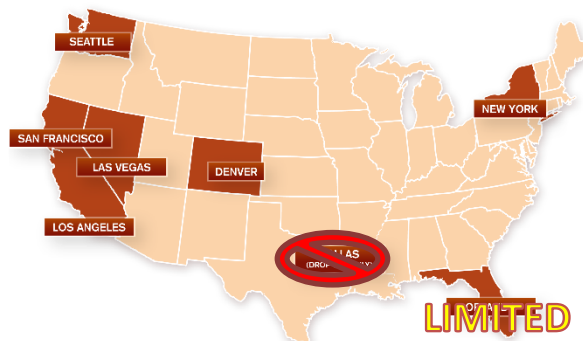 SEATTLE
NEW YORK
SAN FRANCISCO
LAS VEGAS
DENVER
LOS ANGELES
LIMITED